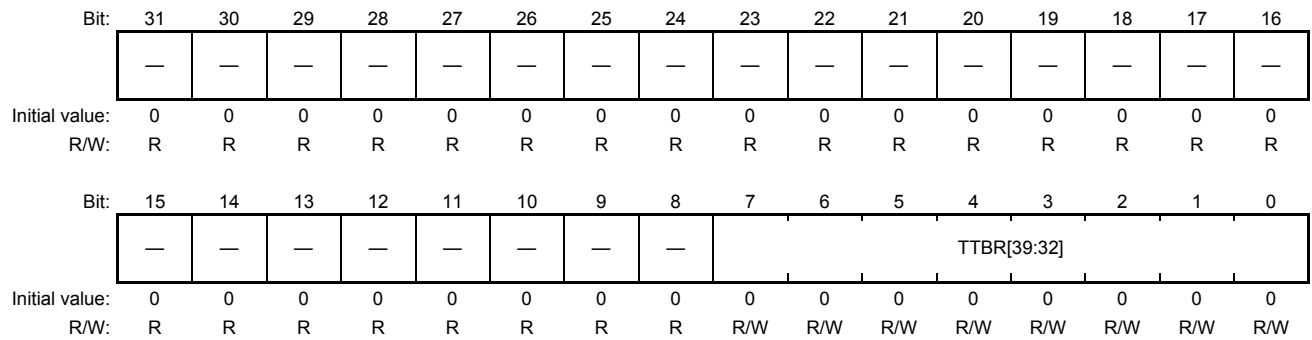 Bit: 31 30 29 28 27 26 25 24 23 22 21 20 19 18 17 16
— — — — — — — — — — — — — — — —
Initial value: 0 0 0 0 0 0 0 0 0 0 0 0 0 0 0 0
R/W: R R R R R R R R R R R R R R R R
Bit: 15 14 13 12 11 10 9 8 7 6 5 4 3 2 1 0
— — — — — — — — TTBR[39:32]
Initial value: 0 0 0 0 0 0 0 0 0 0 0 0 0 0 0 0
R/W: R R R R R R R R R/W R/W R/W R/W R/W R/W R/W R/W